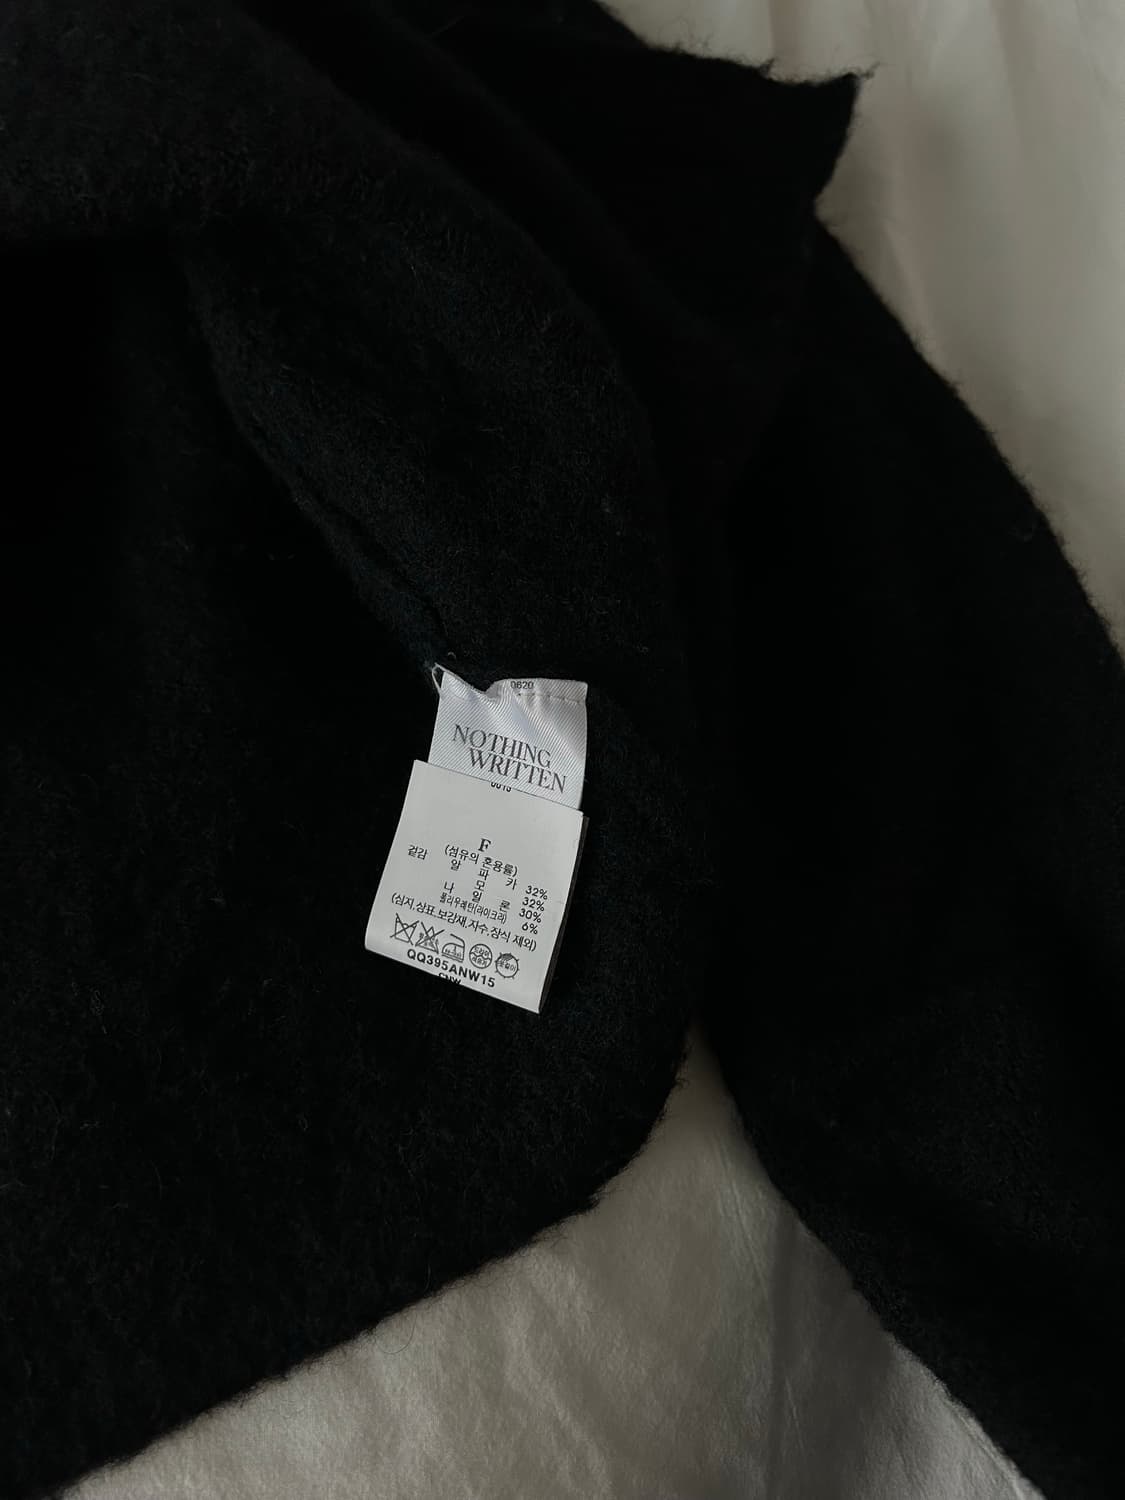 0620
NOTHING
WRITTEN
F
(섬유의 혼용률)
겉감 알 파 카 32%
모 32%
나 일 론 30%
폴리우레탄(라이크라) 6%
(심지,상표,보강재,자수,장식 제외)
QQ395ANW15